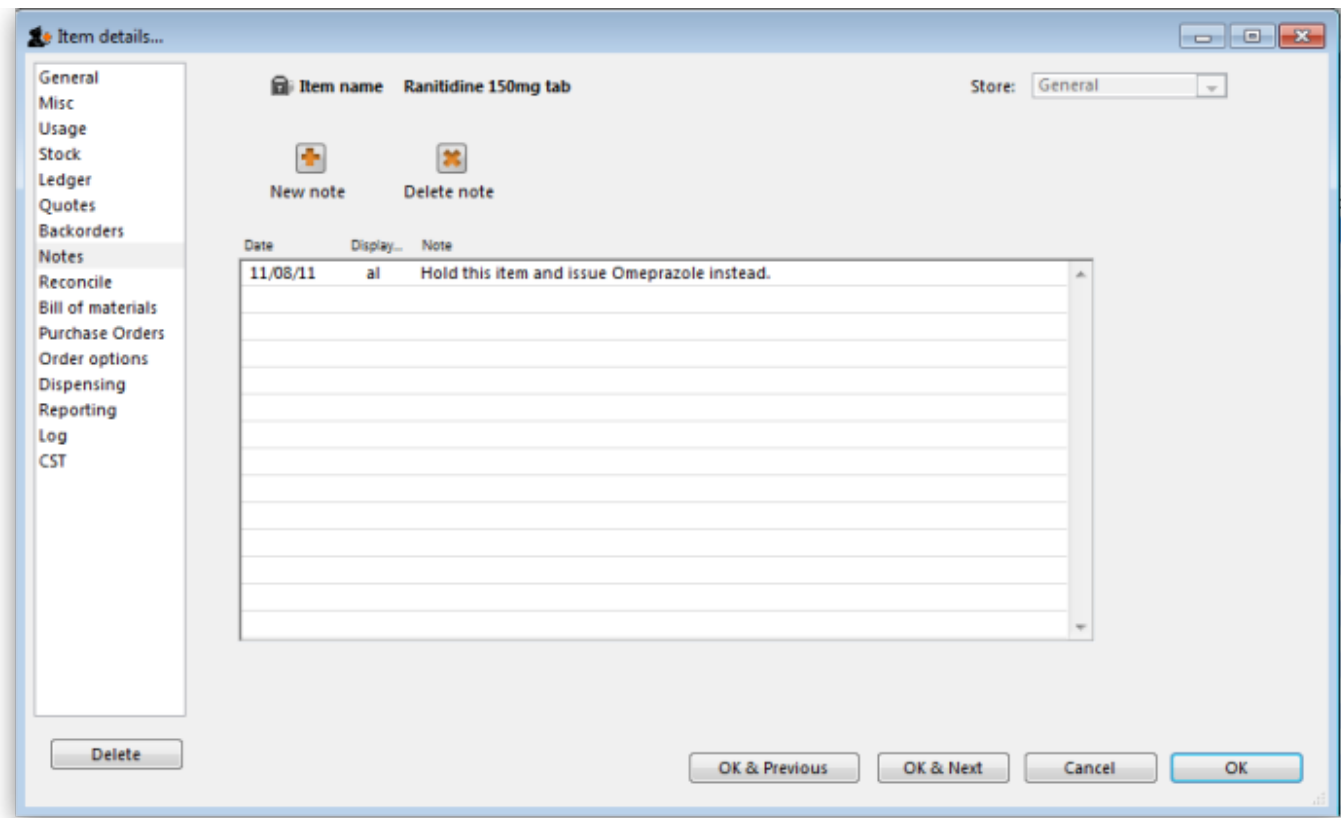 Item details...
General
Misc
Usage
Stock
Ledger
Quotes
Backorders
Notes
Reconcile
Bill of materials
Purchase Orders
Order options
Dispensing
Reporting
Log
CST
Delete
Item name Ranitidine 150mg tab
Store: General
New note Delete note
Date Display... Note
11/08/11 al Hold this item and issue Omeprazole instead.
OK & Previous OK & Next Cancel OK